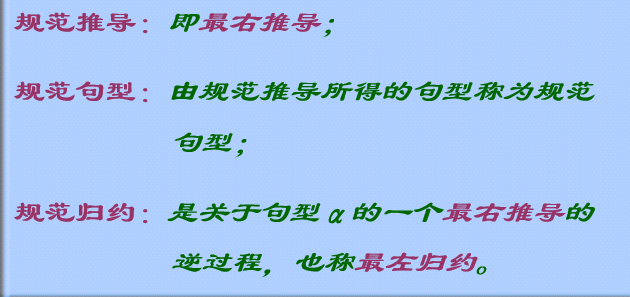 规范推导：即最右推导；
规范句型：由规范推导所得的句型称为规范
句型；
规范归约：是关于句型α的一个最右推导的
逆过程，也称最左归约。